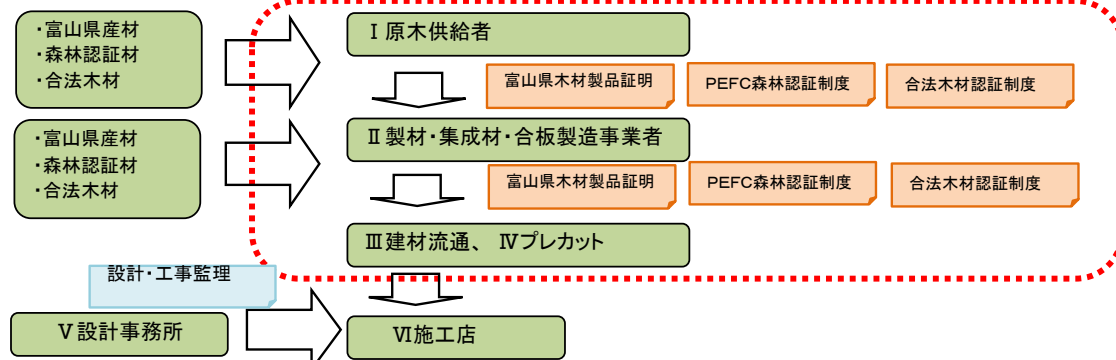 ・富山県産材
・森林認証材
・合法木材
Ⅰ原木供給者
富山県木材製品証明
PEFC森林認証制度
合法木材認証制度
・富山県産材
・森林認証材
・合法木材
Ⅱ製材・集成材・合板製造事業者
富山県木材製品証明
PEFC森林認証制度
合法木材認証制度
Ⅲ建材流通、 Ⅳプレカット
設計・工事監理
Ⅴ設計事務所
Ⅵ施工店